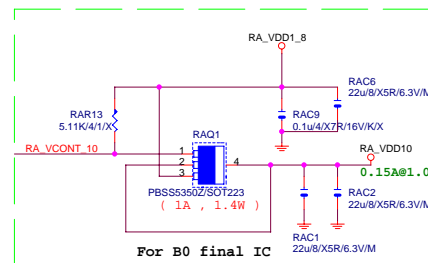 RA_VDD1_8
RAC6
22u/8/X5R/6.3V/M
RAR13
5.11K/4/1/X
RAC9
0.1u/4/X7R/16V/K/X
RAQ1
RA_VCONT_10
1
2
3
4
RA_VDD10
0.15A@1.0
PBSS5350Z/SOT223
( 1A , 1.4W )
RAC2
22u/8/X5R/6.3V/M
For B0 final IC
RAC1
22u/8/X5R/6.3V/M